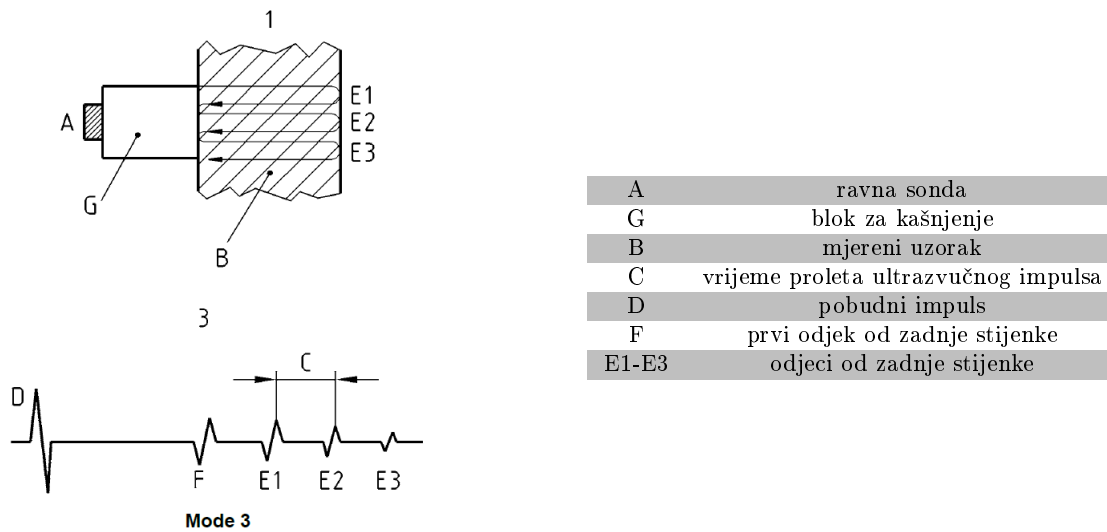 1
E1
A
E2
E3
G
B
3
C
D
F
E1
E2
E3
Mode 3
A ravna sonda
G blok za kašnjenje
B mjereni uzorak
C vrijeme proleta ultrazvučnog impulsa
D pobudni impuls
F prvi odjek od zadnje stijenke
E1-E3 odjeci od zadnje stijenke